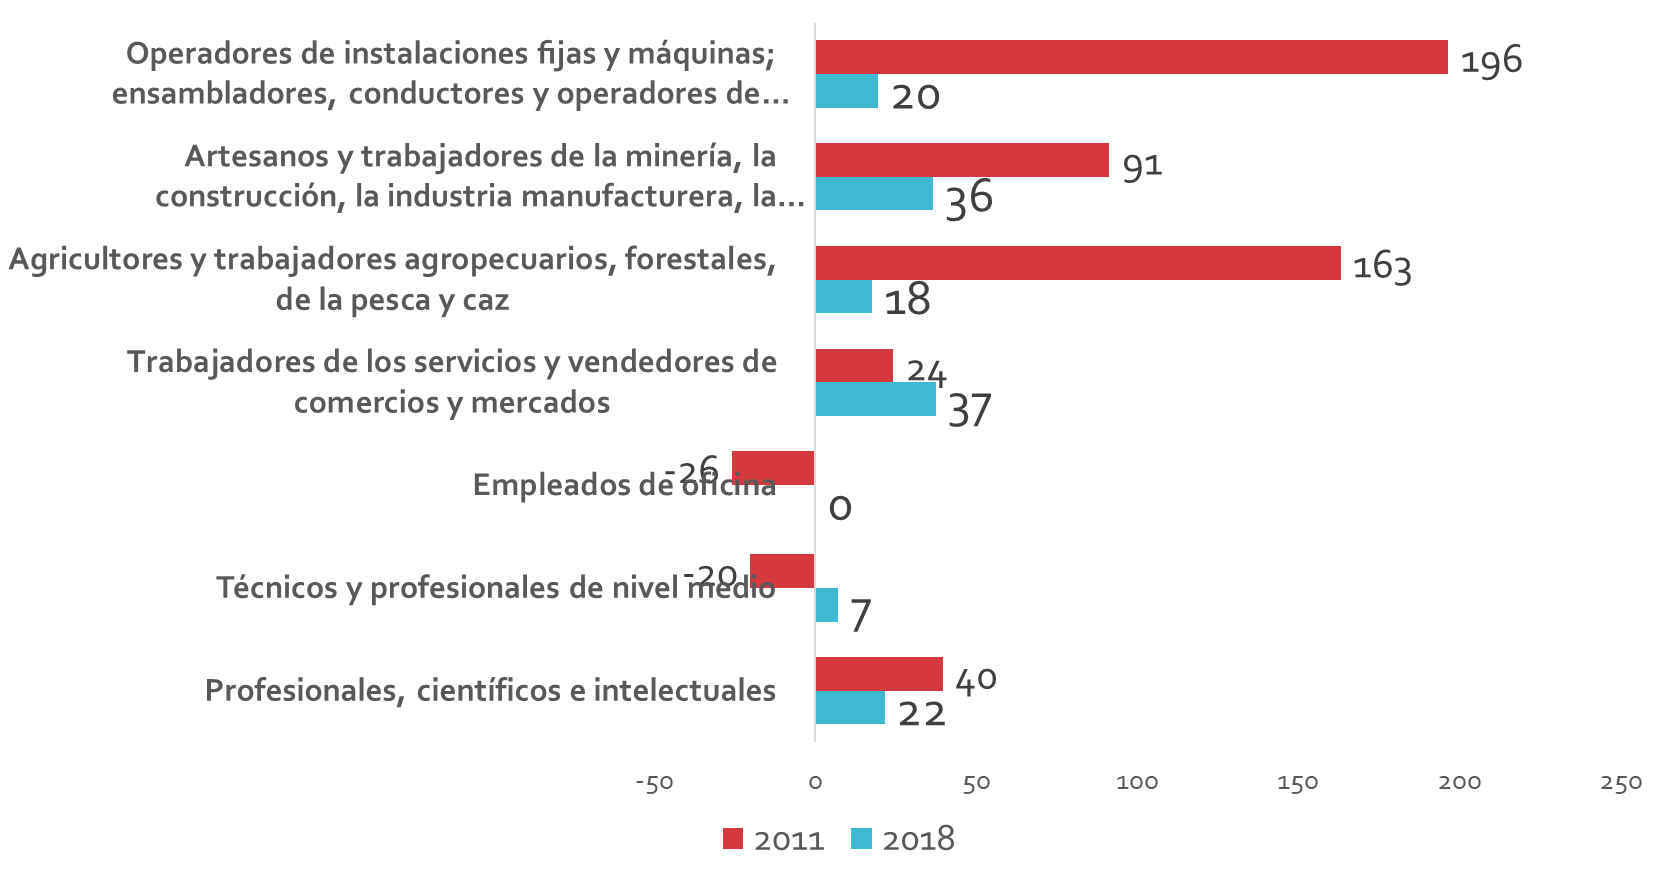 Operadores de instalaciones fijas y máquinas;
ensambladores, conductores y operadores de...
196
20
Artesanos y trabajadores de la minería, la
construcción, la industria manufacturera, la...
91
36
Agricultores y trabajadores agropecuarios, forestales,
de la pesca y caz
163
18
Trabajadores de los servicios y vendedores de
comercios y mercados
24
37
Empleados de oficina
-26
0
Técnicos y profesionales de nivel medio
-20
7
Profesionales, científicos e intelectuales
40
22
-50 0 50 100 150 200 250
2011 2018